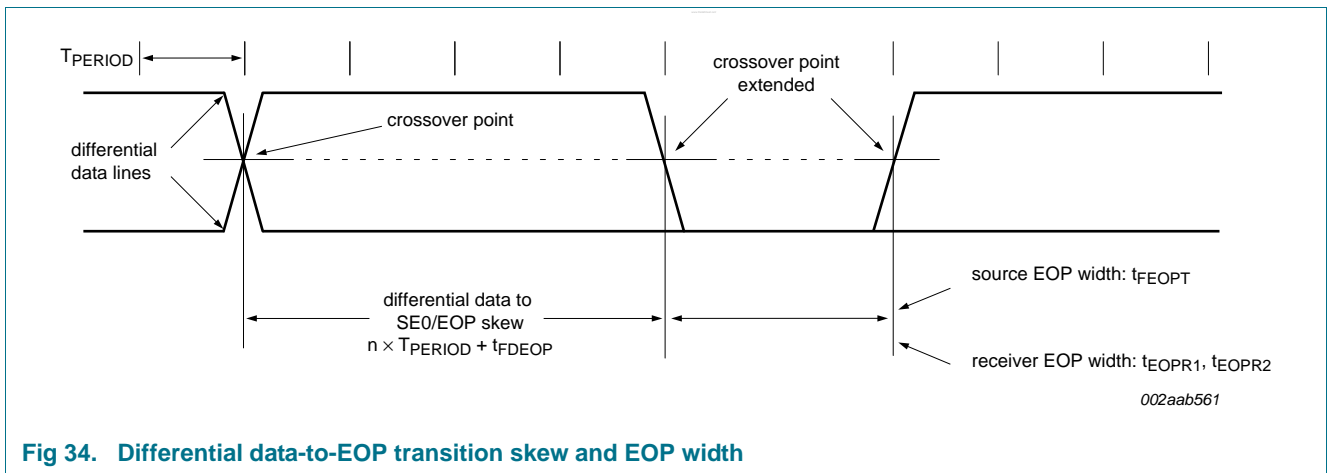 TPERIOD
crossover point
extended
crossover point
differential
data lines
source EOP width: tFEOPT
differential data to
SE0/EOP skew
n × TPERIOD + tFDEOP
receiver EOP width: tEOPR1, tEOPR2
002aab561
Fig 34. Differential data-to-EOP transition skew and EOP width